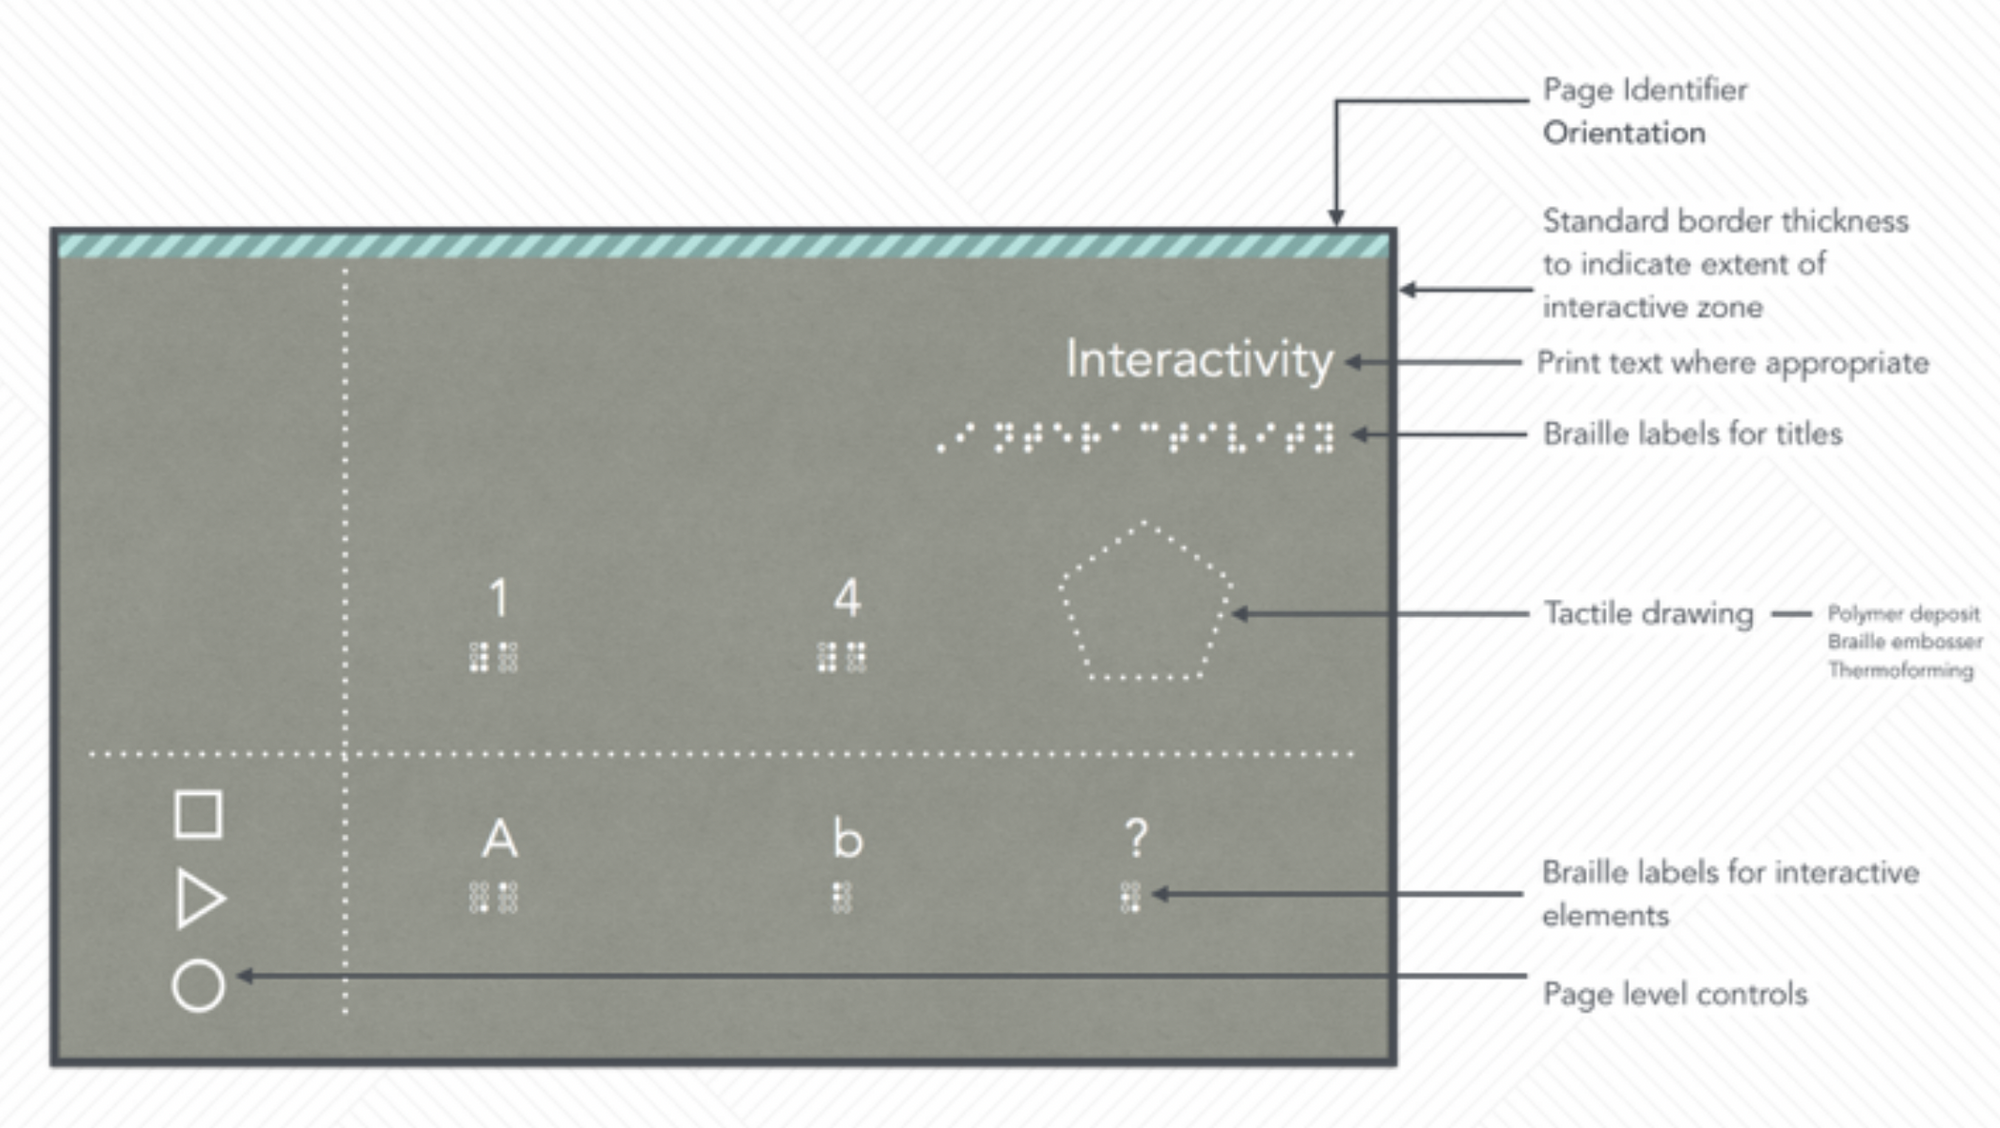 Page Identifier
Orientation
Standard border thickness
to indicate extent of
interactive zone
Interactivity
Print text where appropriate
⠠⠊⠝⠞⠑⠗⠁⠉⠞⠊⠧⠊⠞⠽
Braille labels for titles
1 4
⠼⠁ ⠼⠙
Tactile drawing
Polymer deposit
Braille embosser
Thermoforming
A b ?
⠠⠁ ⠃ ⠢
Braille labels for interactive
elements
Page level controls